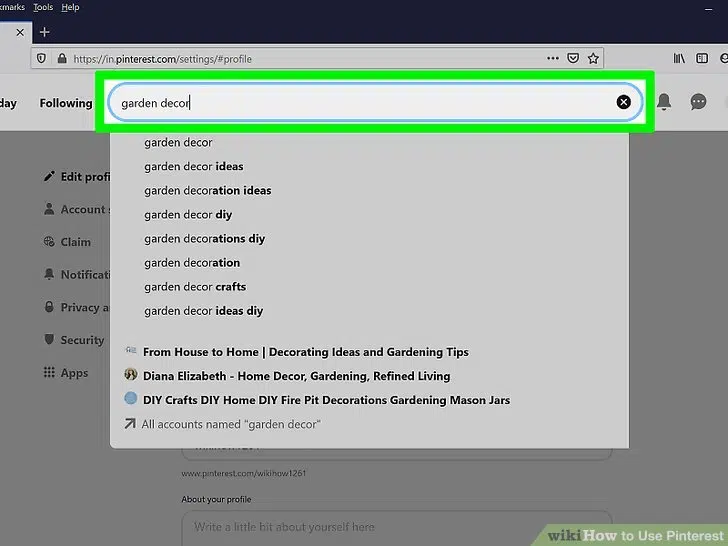 kmarks Tools Help
https://in.pinterest.com/settings/#profile
day Following garden decor
garden decor
garden decor ideas
garden decoration ideas
garden decor diy
garden decorations diy
garden decoration
garden decor crafts
garden decor ideas diy
From House to Home | Decorating Ideas and Gardening Tips
Diana Elizabeth - Home Decor, Gardening, Refined Living
DIY Crafts DIY Home DIY Fire Pit Decorations Gardening Mason Jars
All accounts named "garden decor"
Edit profi
Account s
Claim
Notificati
Privacy a
Security
Apps
wikihow1261
www.pinterest.com/wikihow1261
About your profile
Write a little bit about yourself here
wikiHow to Use Pinterest